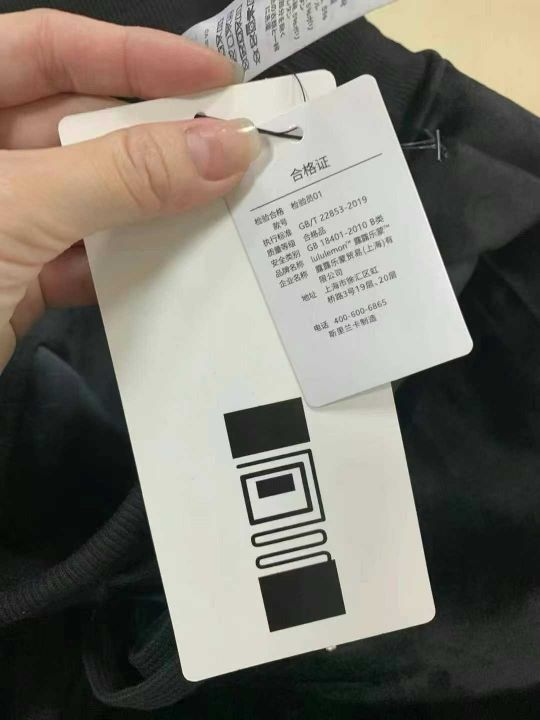 合格证
检验合格 检验员01
款号
执行标准 GB/T 22853-2019
质量等级 合格品
安全类别 GB 18401-2010 B类
品牌名称 lululemon™ 露露乐蒙™
企业名称 露露乐蒙贸易(上海)有
限公司
地址 上海市徐汇区虹
桥路3号19层、20层
电话 400-600-6865
斯里兰卡制造